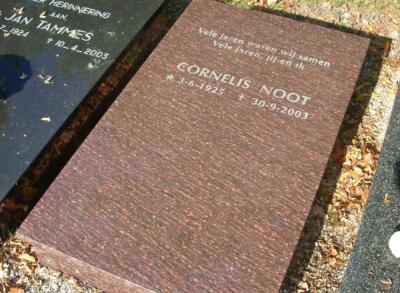 HERINNERING
AAN
JAN TAMMES
1924 + 10-4-2003
Vele jaren waren wij samen
Vele jaren, jij en ik
CORNELIS NOOT
* 3-6-1925 + 30-9-2003